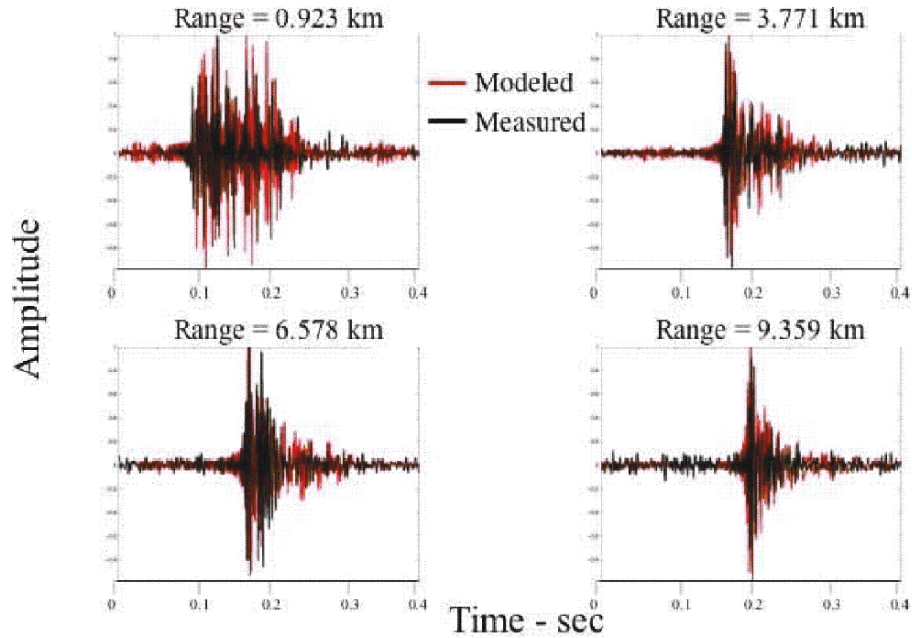 Range = 0.923 km
Range = 3.771 km
Modeled
Measured
Amplitude
0 0.1 0.2 0.3 0.4
0 0.1 0.2 0.3 0.4
Range = 6.578 km
Range = 9.359 km
0 0.1 0.2 0.3 0.4
0 0.1 0.2 0.3 0.4
Time - sec